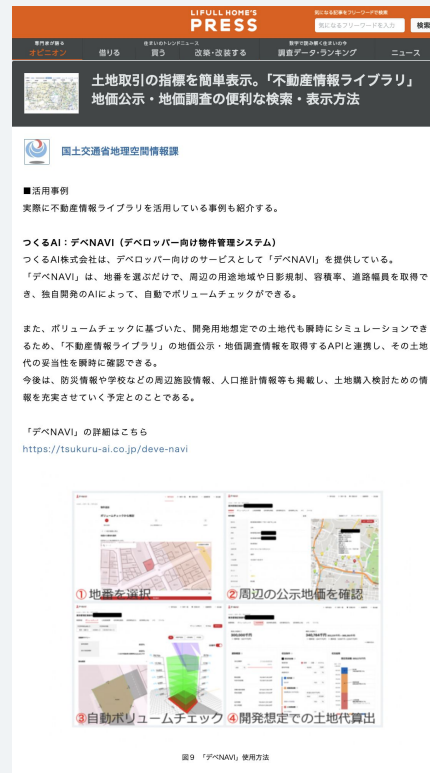 LIFULL HOME'S
PRESS
気になる記事をフリーワードで検索
気になるフリーワードを入力
検索
専門家が語る
オピニオン
借りる
住まいのトレンドニュース
買う
改築・改装する
数字で読み解く住まいの今
調査データ・ランキング
ニュース
土地取引の指標を簡単表示。「不動産情報ライブラリ」
地価公示・地価調査の便利な検索・表示方法
国土交通省地理空間情報課
■活用事例
実際に不動産情報ライブラリを活用している事例も紹介する。
つくるAI：デベNAVI（デベロッパー向け物件管理システム）
つくるAI株式会社は、デベロッパー向けのサービスとして「デベNAVI」を提供している。
「デベNAVI」は、地番を選ぶだけで、周辺の用途地域や日影規制、容積率、道路幅員を取得で
き、独自開発のAIによって、自動でボリュームチェックができる。
また、ボリュームチェックに基づいた、開発用地想定での土地代も瞬時にシミュレーションでき
るため、「不動産情報ライブラリ」の地価公示・地価調査情報を取得するAPIと連携し、その土地
代の妥当性を瞬時に確認できる。
今後は、防災情報や学校などの周辺施設情報、人口推計情報等も掲載し、土地購入検討ための情
報を充実させていく予定とのことである。
「デベNAVI」の詳細はこちら
https://tsukuru-ai.co.jp/deve-navi
①地番を選択
②周辺の公示地価を確認
③自動ボリュームチェック
④開発想定での土地代算出
図9 「デベNAVI」使用方法